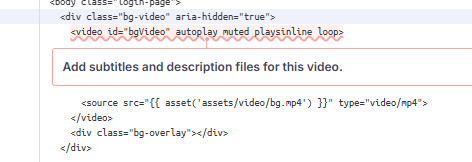 <body class="login-page">
<div class="bg-video" aria-hidden="true">
<video id="bgVideo" autoplay muted playsinline loop>
Add subtitles and description files for this video.
<source src="{{ asset('assets/video/bg.mp4') }}" type="video/mp4">
</video>
<div class="bg-overlay"></div>
</div>